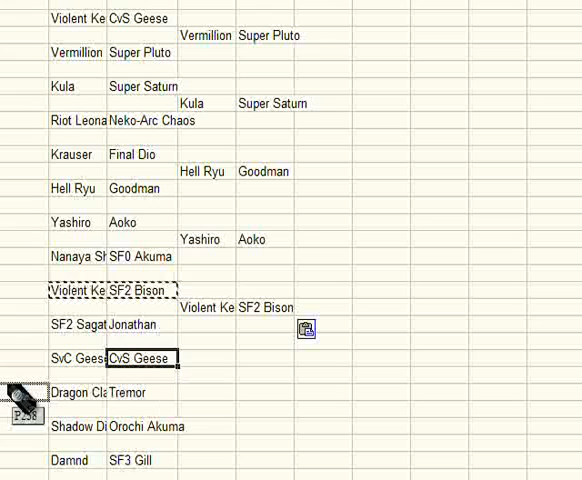 Violent Ke CvS Geese
Vermillion Super Pluto
Vermillion Super Pluto
Kula Super Saturn
Kula Super Saturn
Riot Leona Neko-Arc Chaos
Krauser Final Dio
Hell Ryu Goodman
Hell Ryu Goodman
Yashiro Aoko
Yashiro Aoko
Nanaya Sh SF0 Akuma
Violent Ke SF2 Bison
Violent Ke SF2 Bison
SF2 Sagat Jonathan
SvC Gees CvS Geese
Dragon Cla Tremor
P238
Shadow Di Orochi Akuma
Damnd SF3 Gill